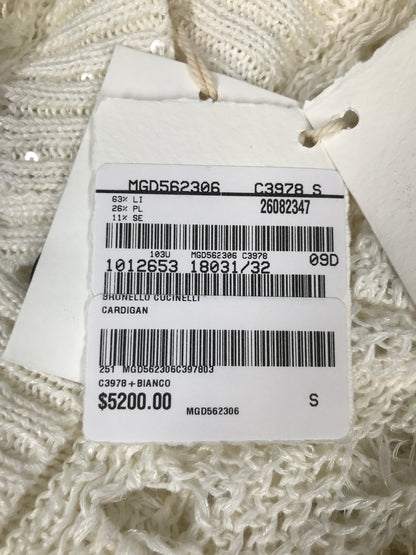 MGD562306 C3978 S
63% LI 26082347
26% PL
11% SE
103U MGD562306 C3978 09D
1012653 18031/32
BRUNELLO CUCINELLI
CARDIGAN
251 MGD562306C397803
C3978+BIANCO
$5200.00 MGD562306 S